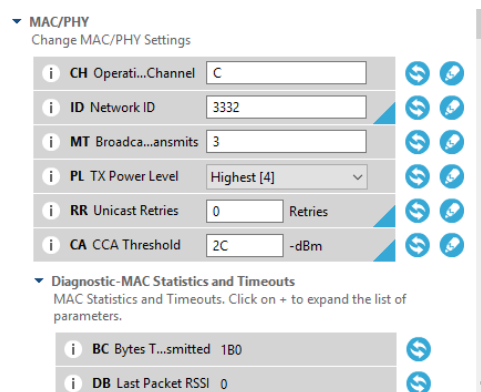 MAC/PHY
Change MAC/PHY Settings
i CH Operati...Channel C
i ID Network ID 3332
i MT Broadca...ansmits 3
i PL TX Power Level Highest [4]
i RR Unicast Retries 0 Retries
i CA CCA Threshold 2C -dBm
Diagnostic-MAC Statistics and Timeouts
MAC Statistics and Timeouts. Click on + to expand the list of
parameters.
i BC Bytes T...smitted 1B0
i DB Last Packet RSSI 0